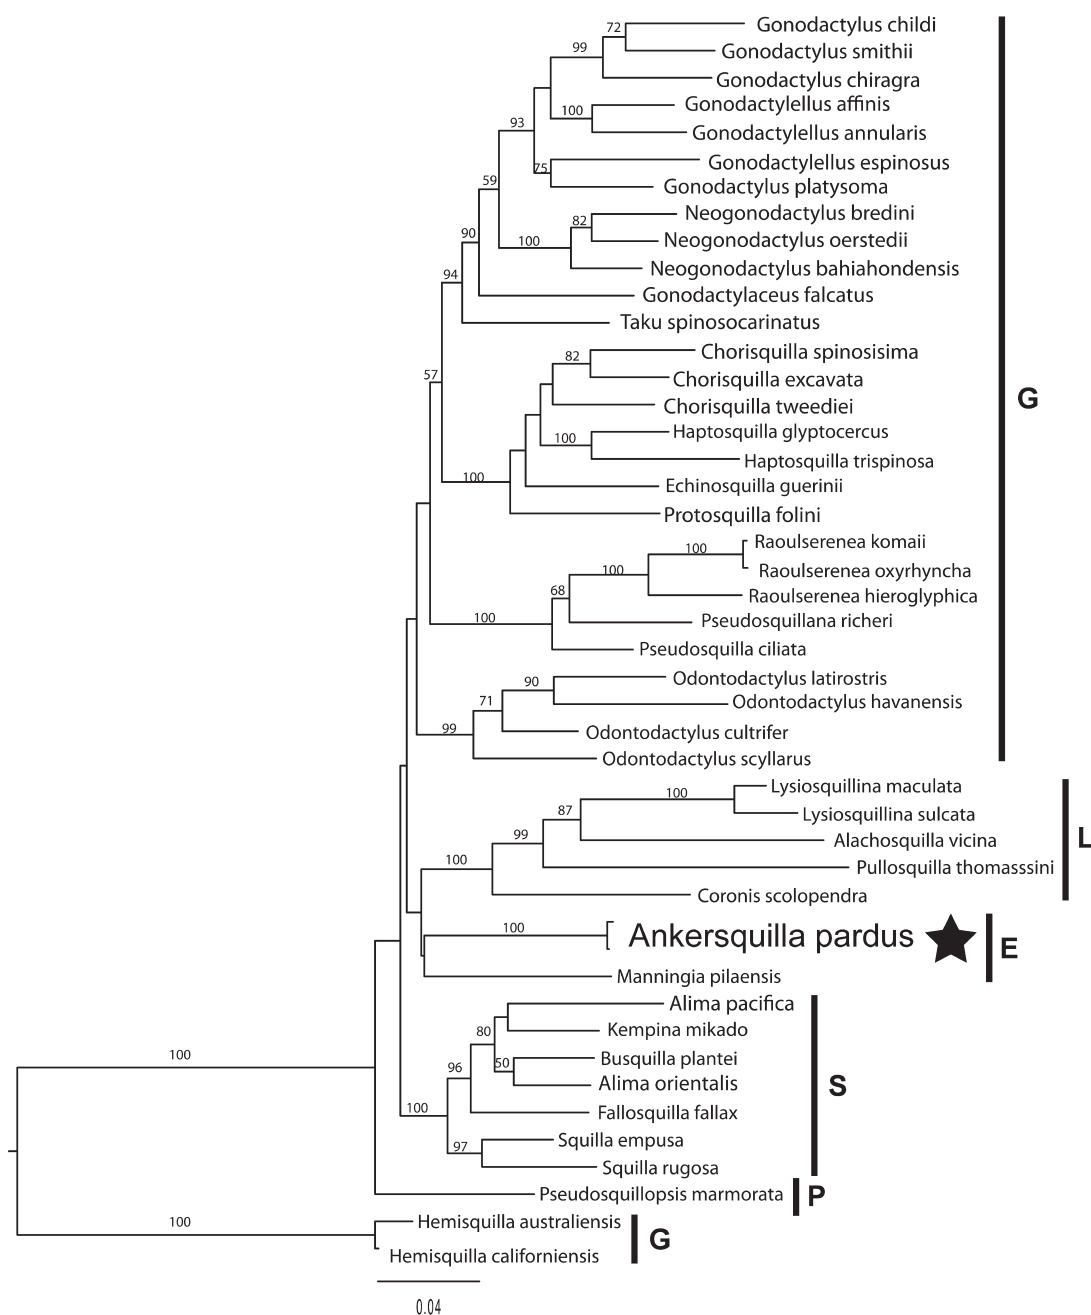 72
Gonodactylus childi
99
Gonodactylus smithii
Gonodactylus chiragra
Gonodactylellus affinis
100
93
Gonodactylellus annularis
75
Gonodactylellus espinosus
59
Gonodactylus platysoma
Neogonodactylus bredini
82
90
100
Neogonodactylus oerstedii
Neogonodactylus bahiahondensis
94
Gonodactylaceus falcatus
Taku spinosocarinatus
82
Chorisquilla spinosisima
57
Chorisquilla excavata
G
Chorisquilla tweediei
100
Haptosquilla glyptocercus
Haptosquilla trispinosa
100
Echinosquilla guerinii
Protosquilla folini
100
Raoulserenea komaii
100
Raoulserenea oxyrhyncha
68
Raoulserenea hieroglyphica
100
Pseudosquillana richeri
Pseudosquilla ciliata
90
Odontodactylus latirostris
71
Odontodactylus havanensis
99
Odontodactylus cultrifer
Odontodactylus scyllarus
100
Lysiosquillina maculata
87
Lysiosquillina sulcata
99
Alachosquilla vicina
L
100
Pullosquilla thomasssini
Coronis scolopendra
100
Ankersquilla pardus
E
Manningia pilaensis
Alima pacifica
80
Kempina mikado
50
Busquilla plantei
96
Alima orientalis
S
100
Fallosquilla fallax
97
Squilla empusa
Squilla rugosa
100
Pseudosquillopsis marmorata
P
100
Hemisquilla australiensis
G
Hemisquilla californiensis
0.04